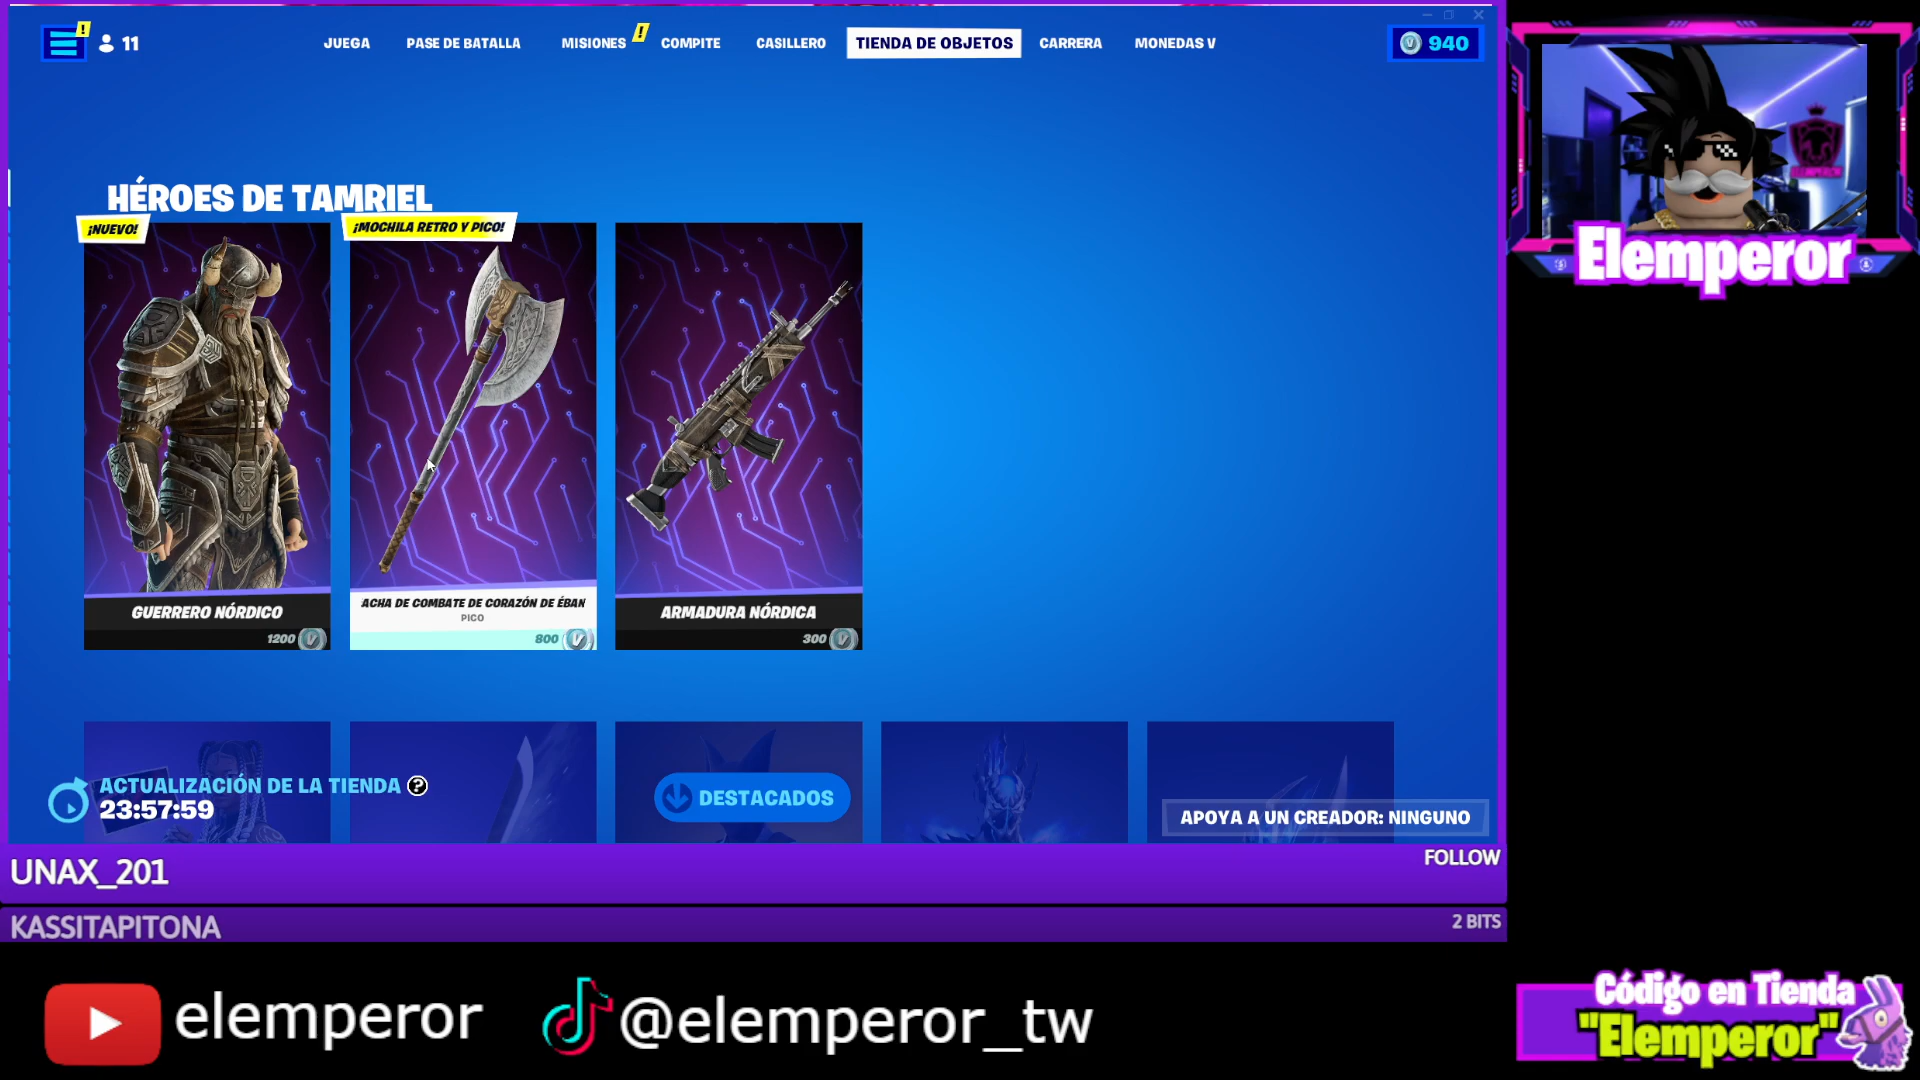 11
JUEGA
PASE DE BATALLA
MISIONES
COMPITE
CASILLERO
TIENDA DE OBJETOS
CARRERA
MONEDAS V
940
HÉROES DE TAMRIEL
¡NUEVO!
¡MOCHILA RETRO Y PICO!
GUERRERO NÓRDICO
1200
ACHA DE COMBATE DE CORAZÓN DE ÉBAN
PICO
800
ARMADURA NÓRDICA
300
ACTUALIZACIÓN DE LA TIENDA ?
23:57:59
DESTACADOS
APOYA A UN CREADOR: NINGUNO
Elemperor
UNAX_201
FOLLOW
KASSITAPITONA
2 BITS
elemperor
@elemperor_tw
Código en Tienda
"Elemperor"